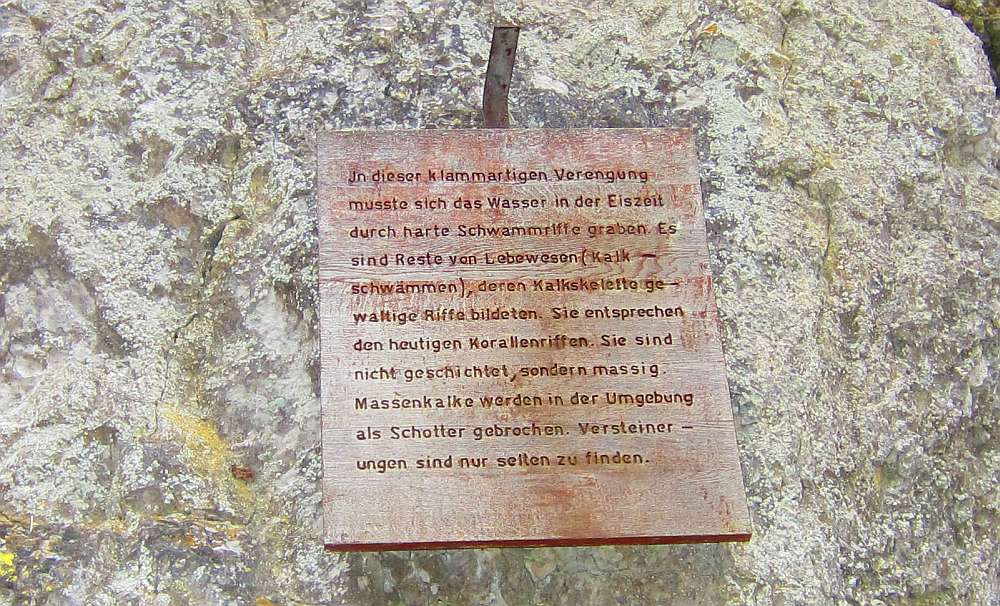 Jn dieser klammartigen Verengung
musste sich das Wasser in der Eiszeit
durch harte Schwammriffe graben. Es
sind Reste von Lebewesen (Kalk-
schwämmen), deren Kalkskelette ge-
waltige Riffe bildeten. Sie entsprechen
den heutigen Korallenriffen. Sie sind
nicht geschichtet, sondern massig.
Massenkalke werden in der Umgebung
als Schotter gebrochen. Versteiner-
ungen sind nur selten zu finden.